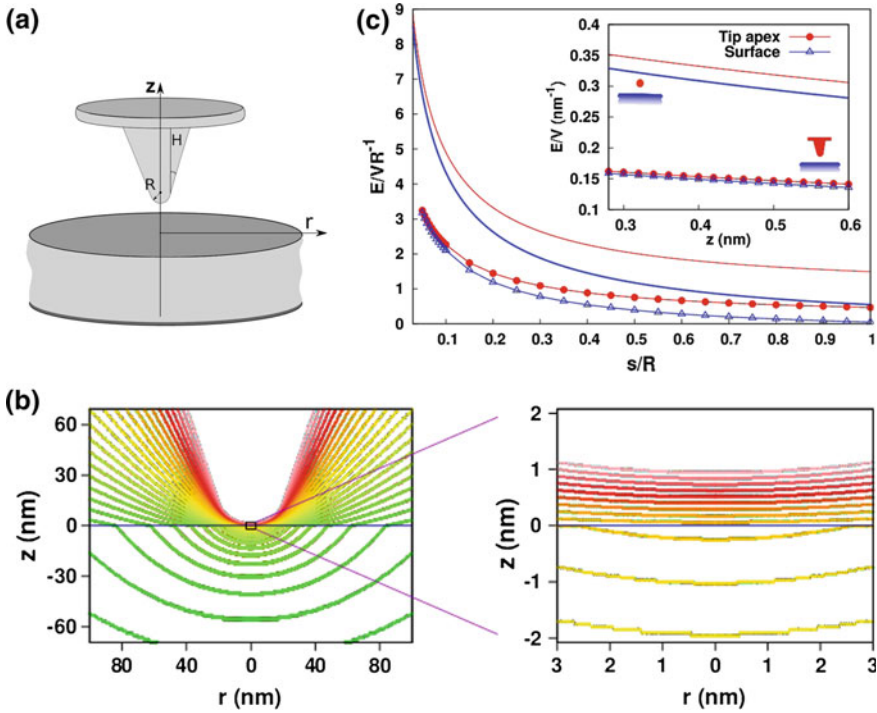 (a)
z
H
R
r
(c)
E/VR⁻¹
9
8
7
6
5
4
3
2
1
0
0.1 0.2 0.3 0.4 0.5 0.6 0.7 0.8 0.9 1
s/R
Tip apex
Surface
E/V (nm⁻¹)
0.4
0.35
0.3
0.25
0.2
0.15
0.1
0.3 0.4 0.5 0.6
z (nm)
(b)
z (nm)
60
30
0
-30
-60
80 40 0 40 80
r (nm)
z (nm)
2
1
0
-1
-2
3 2 1 0 1 2 3
r (nm)